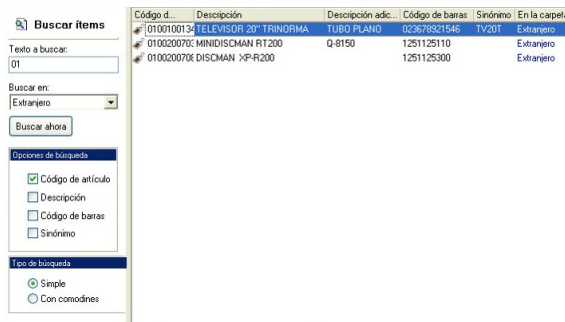 Buscar ítems
Texto a buscar:
01
Buscar en:
Extranjero
Buscar ahora
Opciones de búsqueda
Código de artículo
Descripción
Código de barras
Sinónimo
Tipo de búsqueda
Simple
Con comodines
Código d... Descripción Descripción adic... Código de barras Sinónimo En la carpeta
0100100134 TELEVISOR 20" TRINORMA TUBO PLANO 023678921546 TV20T Extranjero
MINIDISCMAN RT200 Q-8150 1251125110 Extranjero
DISCMAN XP-R200 1251125300 Extranjero